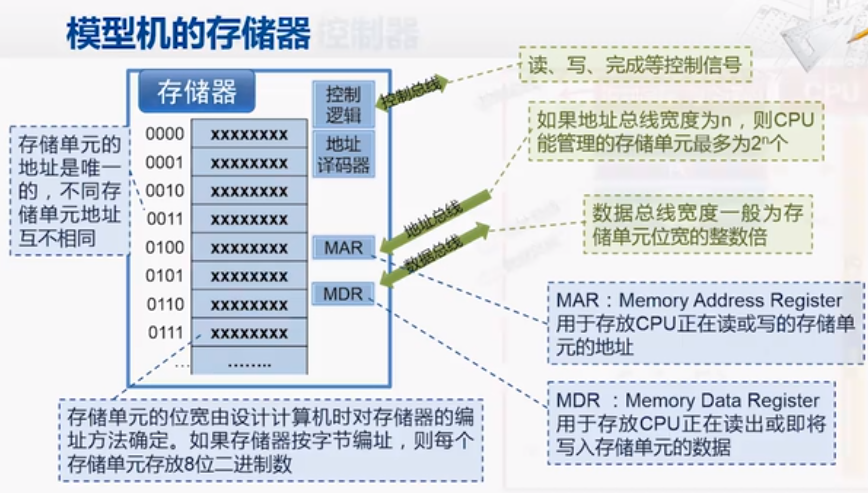 模型机的存储器
控制器
存储器
控制
逻辑
地址
译码器
MAR
MDR
0000 xxxxxxxx
0001 xxxxxxxx
0010 xxxxxxxx
0011 xxxxxxxx
0100 xxxxxxxx
0101 xxxxxxxx
0110 xxxxxxxx
0111 xxxxxxxx
... ........
存储单元的
地址是唯一
的，不同存
储单元地址
互不相同
控制总线
地址总线
数据总线
读、写、完成等控制信号
如果地址总线宽度为n，则CPU
能管理的存储单元最多为2ⁿ个
数据总线宽度一般为存
储单元位宽的整数倍
MAR：Memory Address Register
用于存放CPU正在读或写的存储单
元的地址
MDR ：Memory Data Register
用于存放CPU正在读出或即将
写入存储单元的数据
存储单元的位宽由设计计算机时对存储器的编
址方法确定。如果存储器按字节编址，则每个
存储单元存放8位二进制数
CPU